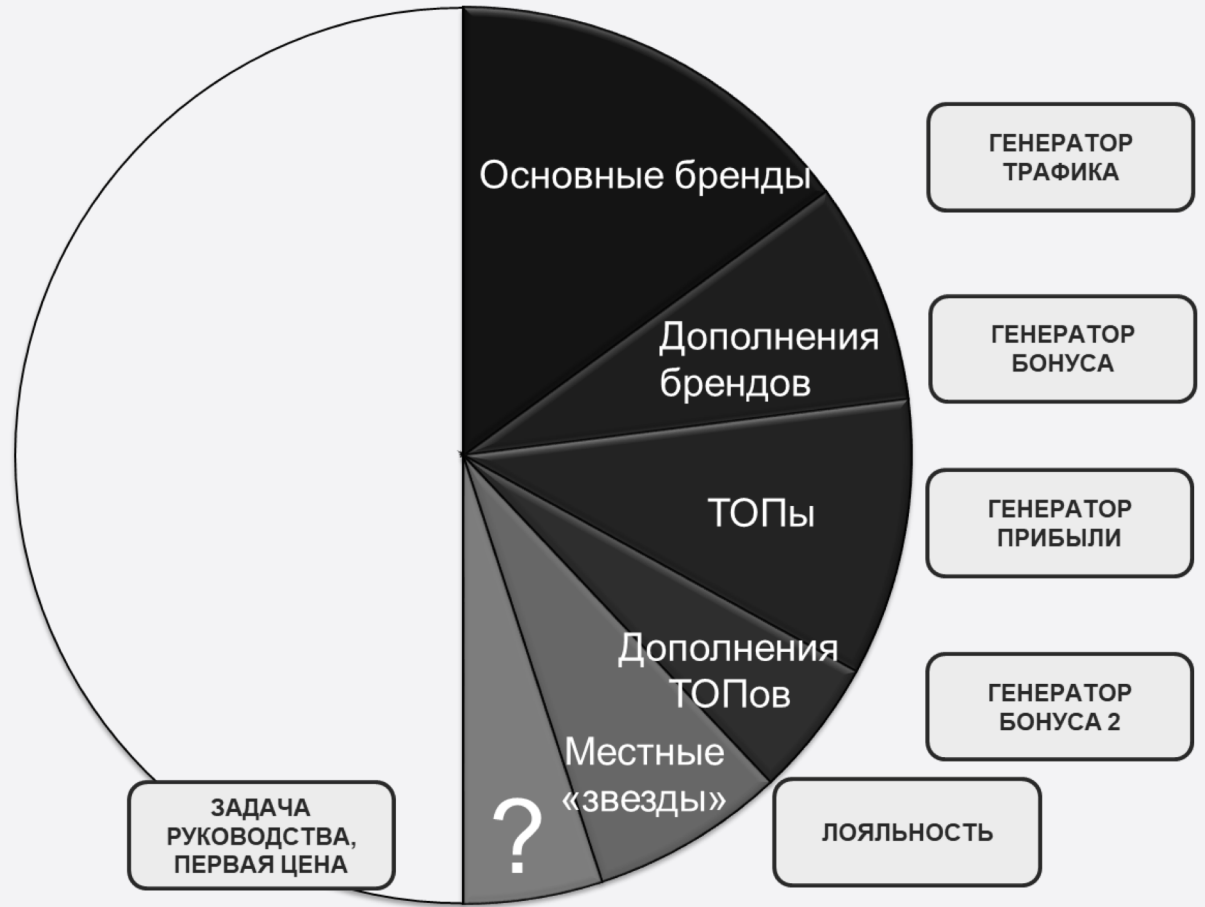 Основные бренды
ГЕНЕРАТОР
ТРАФИКА
Дополнения
брендов
ГЕНЕРАТОР
БОНУСА
ТОПы
ГЕНЕРАТОР
ПРИБЫЛИ
Дополнения
ТОПов
ГЕНЕРАТОР
БОНУСА 2
Местные
«звезды»
ЛОЯЛЬНОСТЬ
?
ЗАДАЧА
РУКОВОДСТВА,
ПЕРВАЯ ЦЕНА